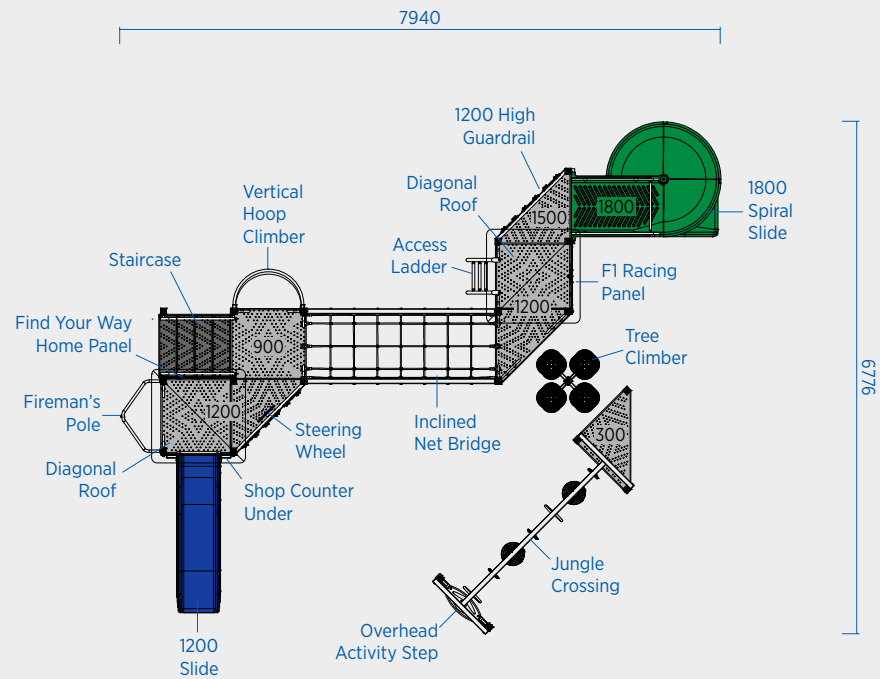 7940
1200 High
Guardrail
Diagonal
Roof
1500
1800
1800
Spiral
Slide
Vertical
Hoop
Climber
Access
Ladder
Staircase
F1 Racing
Panel
1200
Find Your Way
Home Panel
900
Tree
Climber
6776
Fireman's
Pole
1200
Steering
Wheel
Inclined
Net Bridge
300
Diagonal
Roof
Shop Counter
Under
Jungle
Crossing
Overhead
Activity Step
1200
Slide